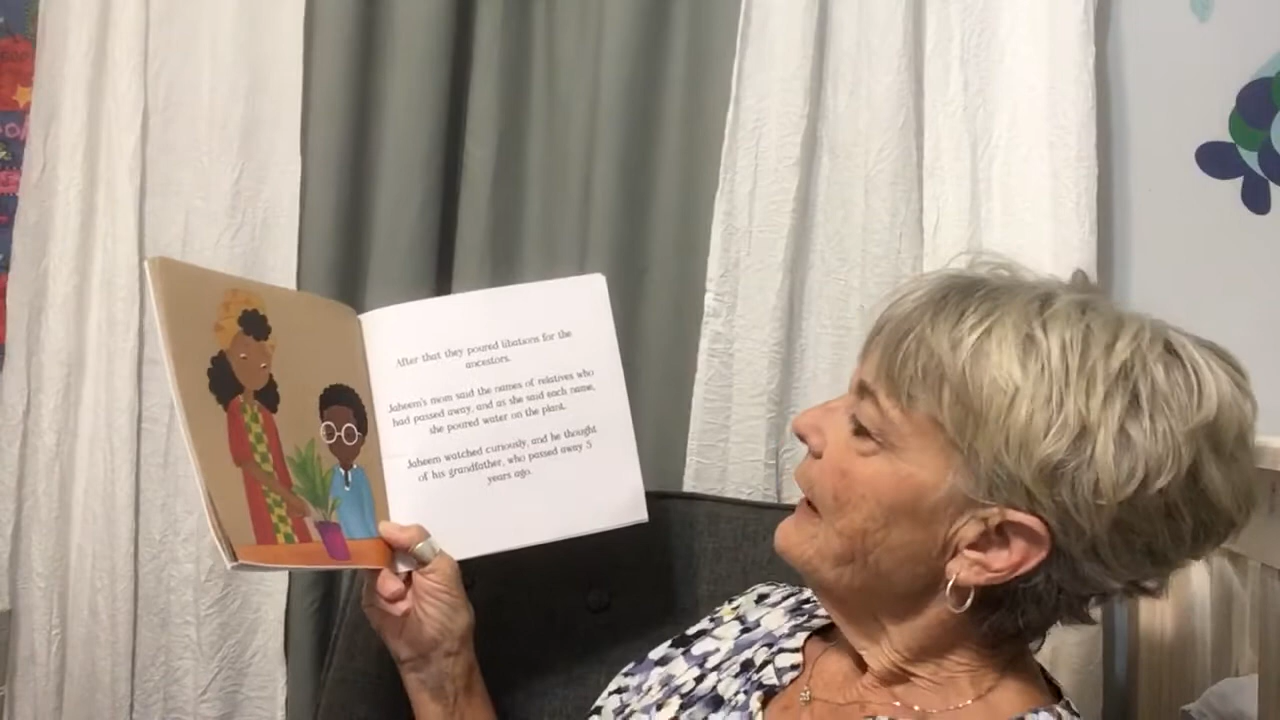 After that they poured libations for the
ancestors.
Jaheem's mom said the names of relatives who
had passed away, and as she said each name,
she poured water on the plant.
Jaheem watched curiously, and he thought
of his grandfather, who passed away 5
years ago.